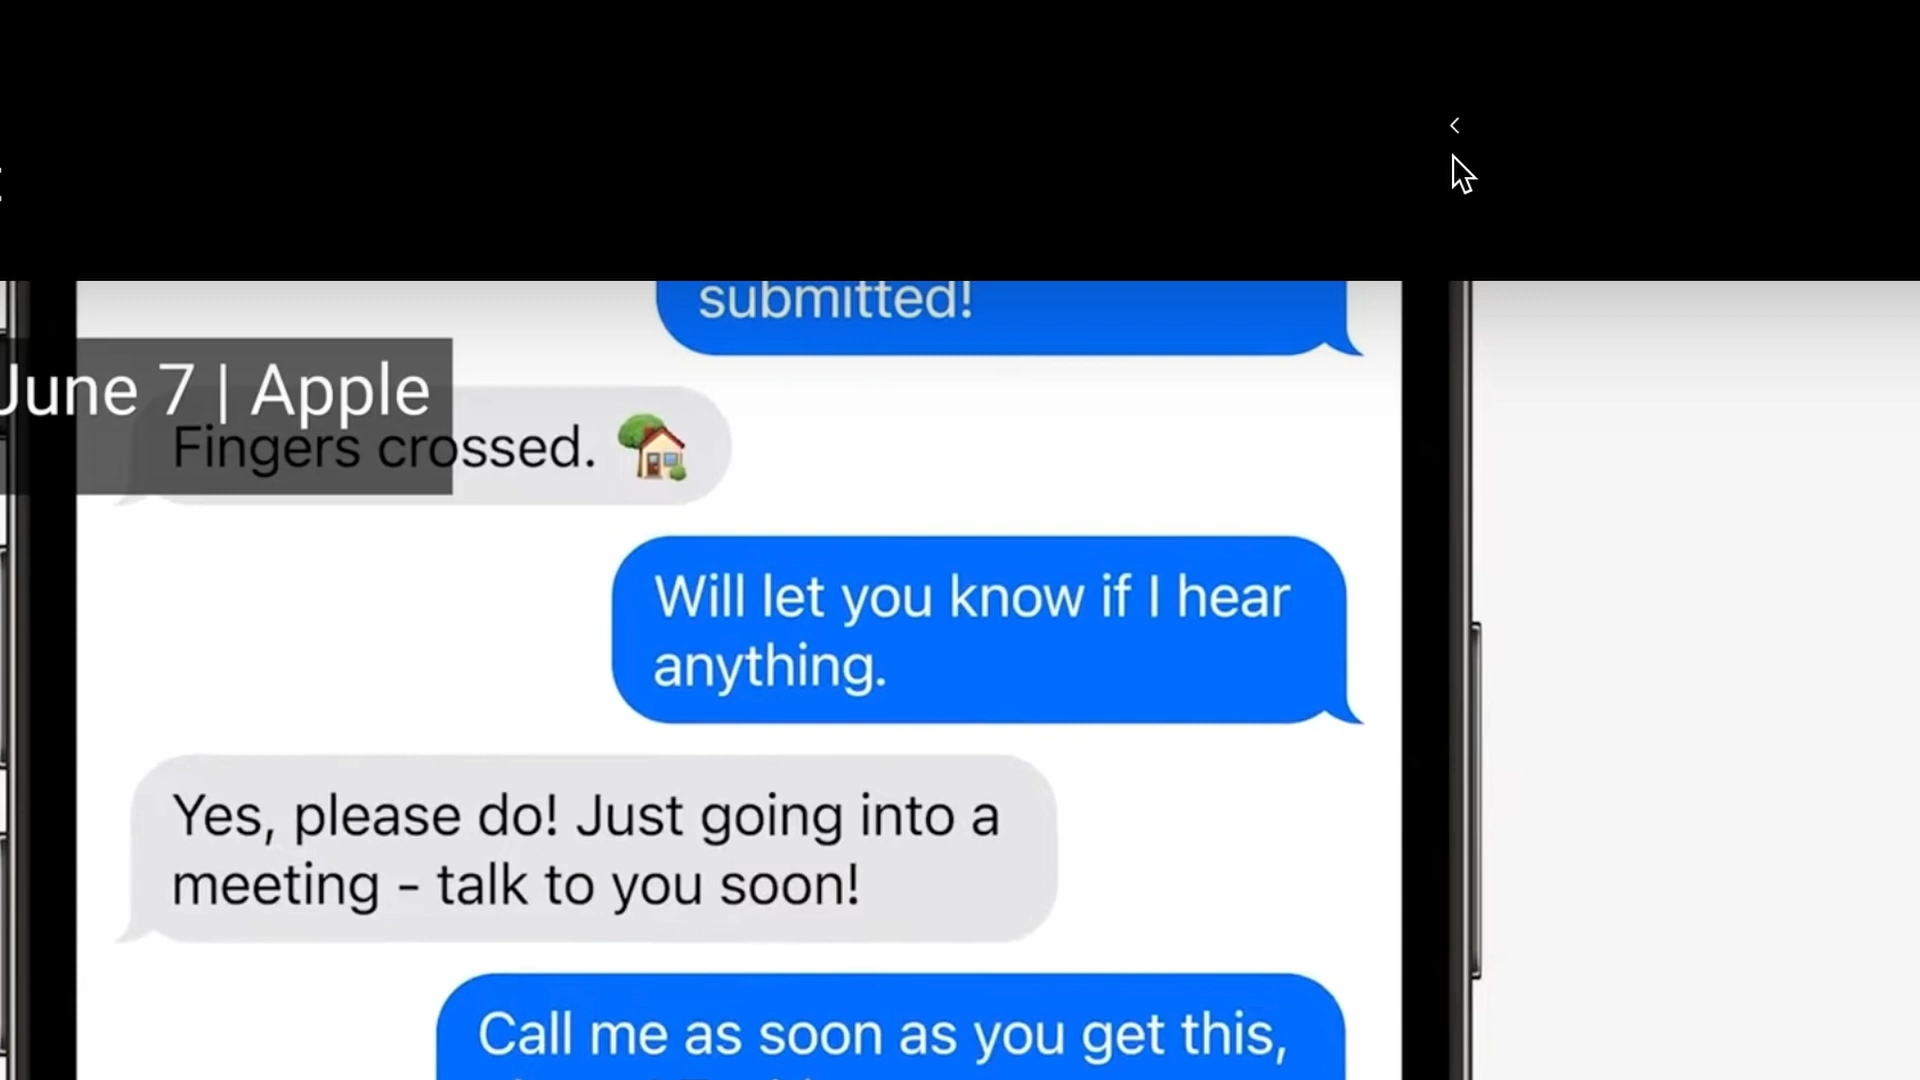 submitted!
June 7 | Apple
Fingers crossed.
Will let you know if I hear
anything.
Yes, please do! Just going into a
meeting - talk to you soon!
Call me as soon as you get this,